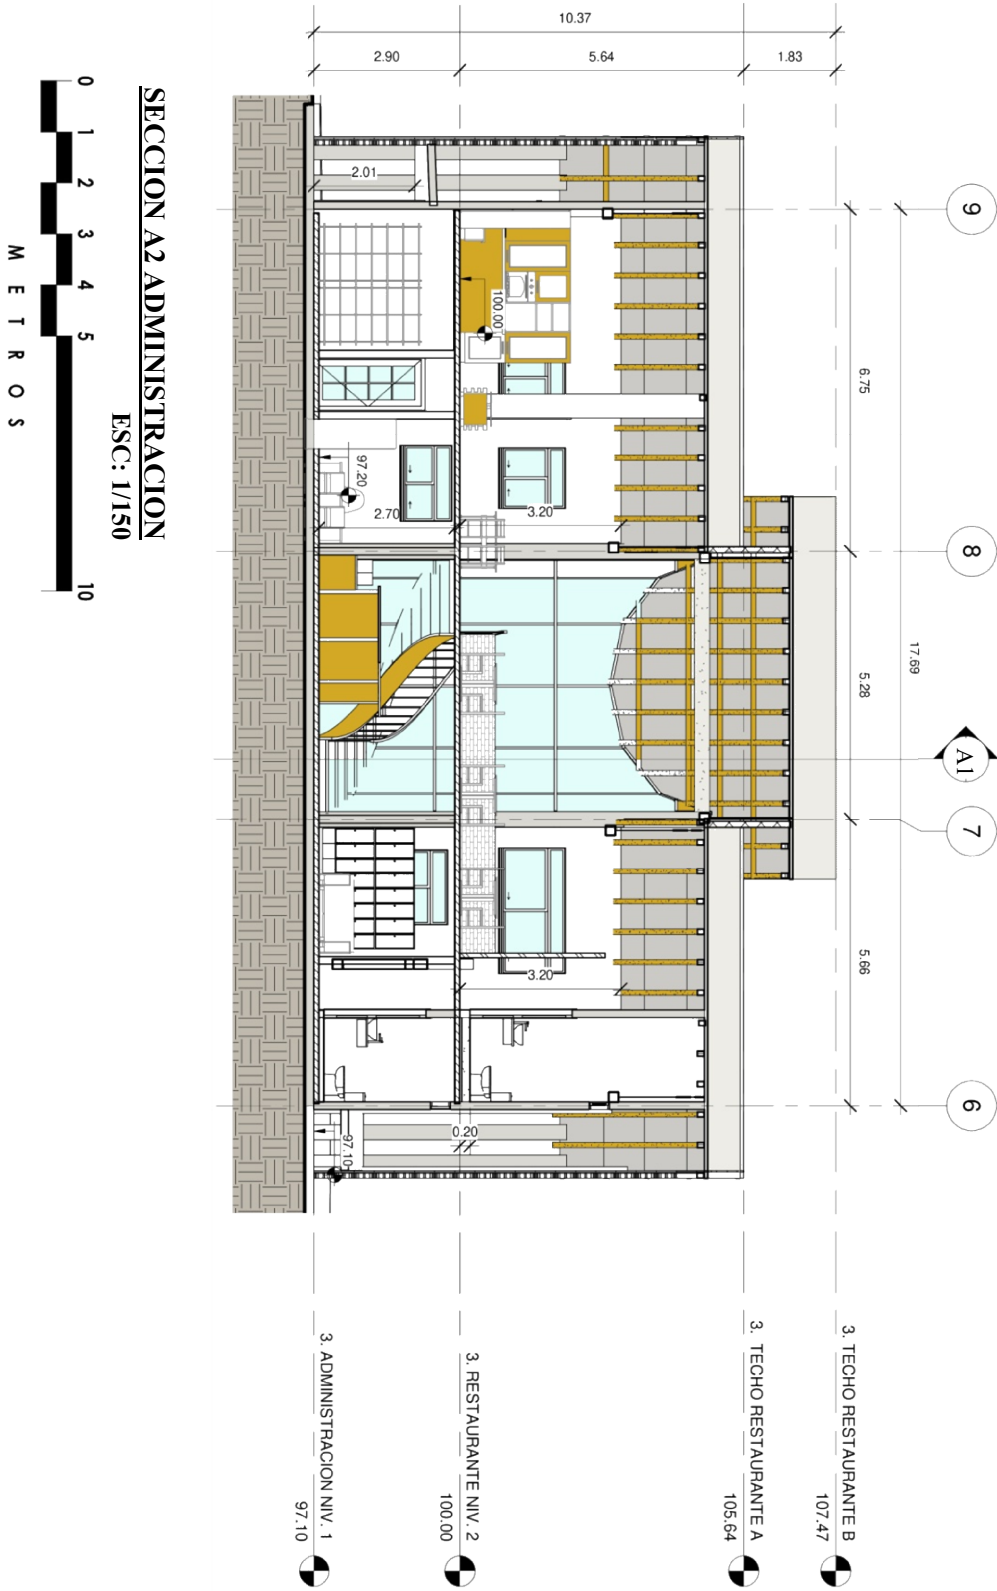 10.37
2.90
5.64
1.83
9
8
A1
7
6
6.75
5.28
5.66
17.69
2.01
100.00
97.20
2.70
3.20
3.20
0.20
97.10
3. TECHO RESTAURANTE B
107.47
3. TECHO RESTAURANTE A
105.64
3. RESTAURANTE NIV. 2
100.00
3. ADMINISTRACION NIV. 1
97.10
SECCION A2 ADMINISTRACION
ESC: 1/150
0 1 2 3 4 5 10
METROS